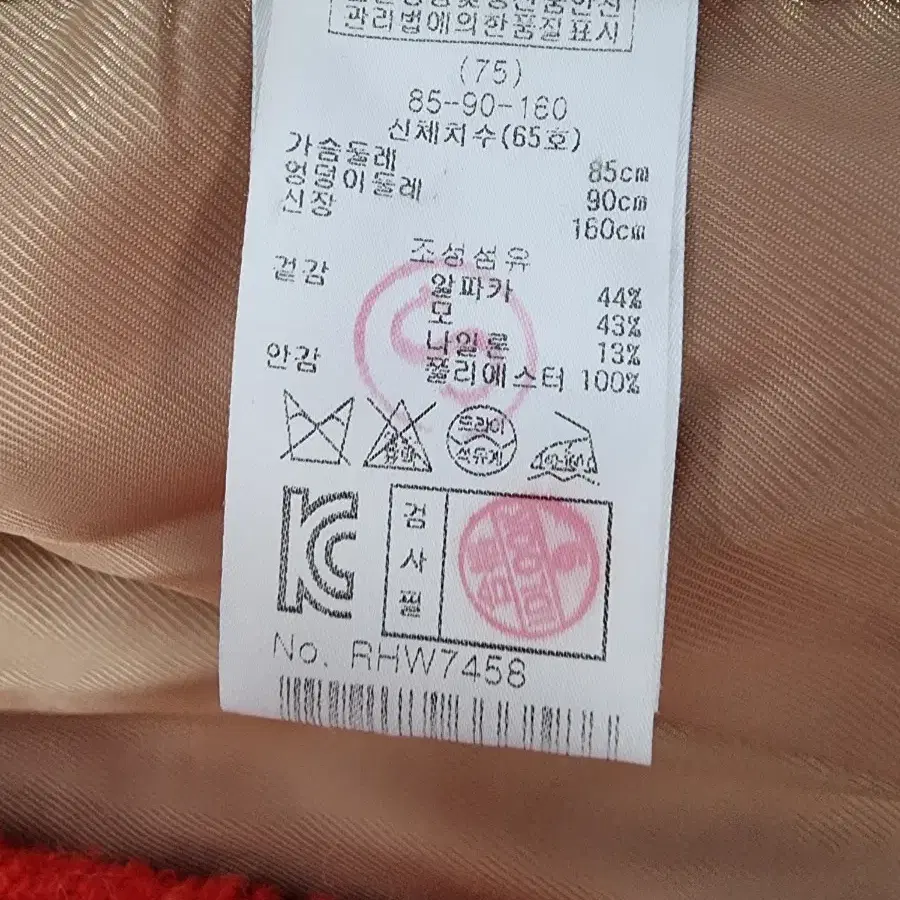 관리법에의한품질표시
(75)
85-90-160
신체치수(65호)
가슴둘레 85cm
엉덩이둘레 90cm
신장 160cm
조성섬유
겉감 알파카 44%
모 43%
나일론 13%
안감 폴리에스터 100%
드라이
석유계
검사필
No. RHW7458